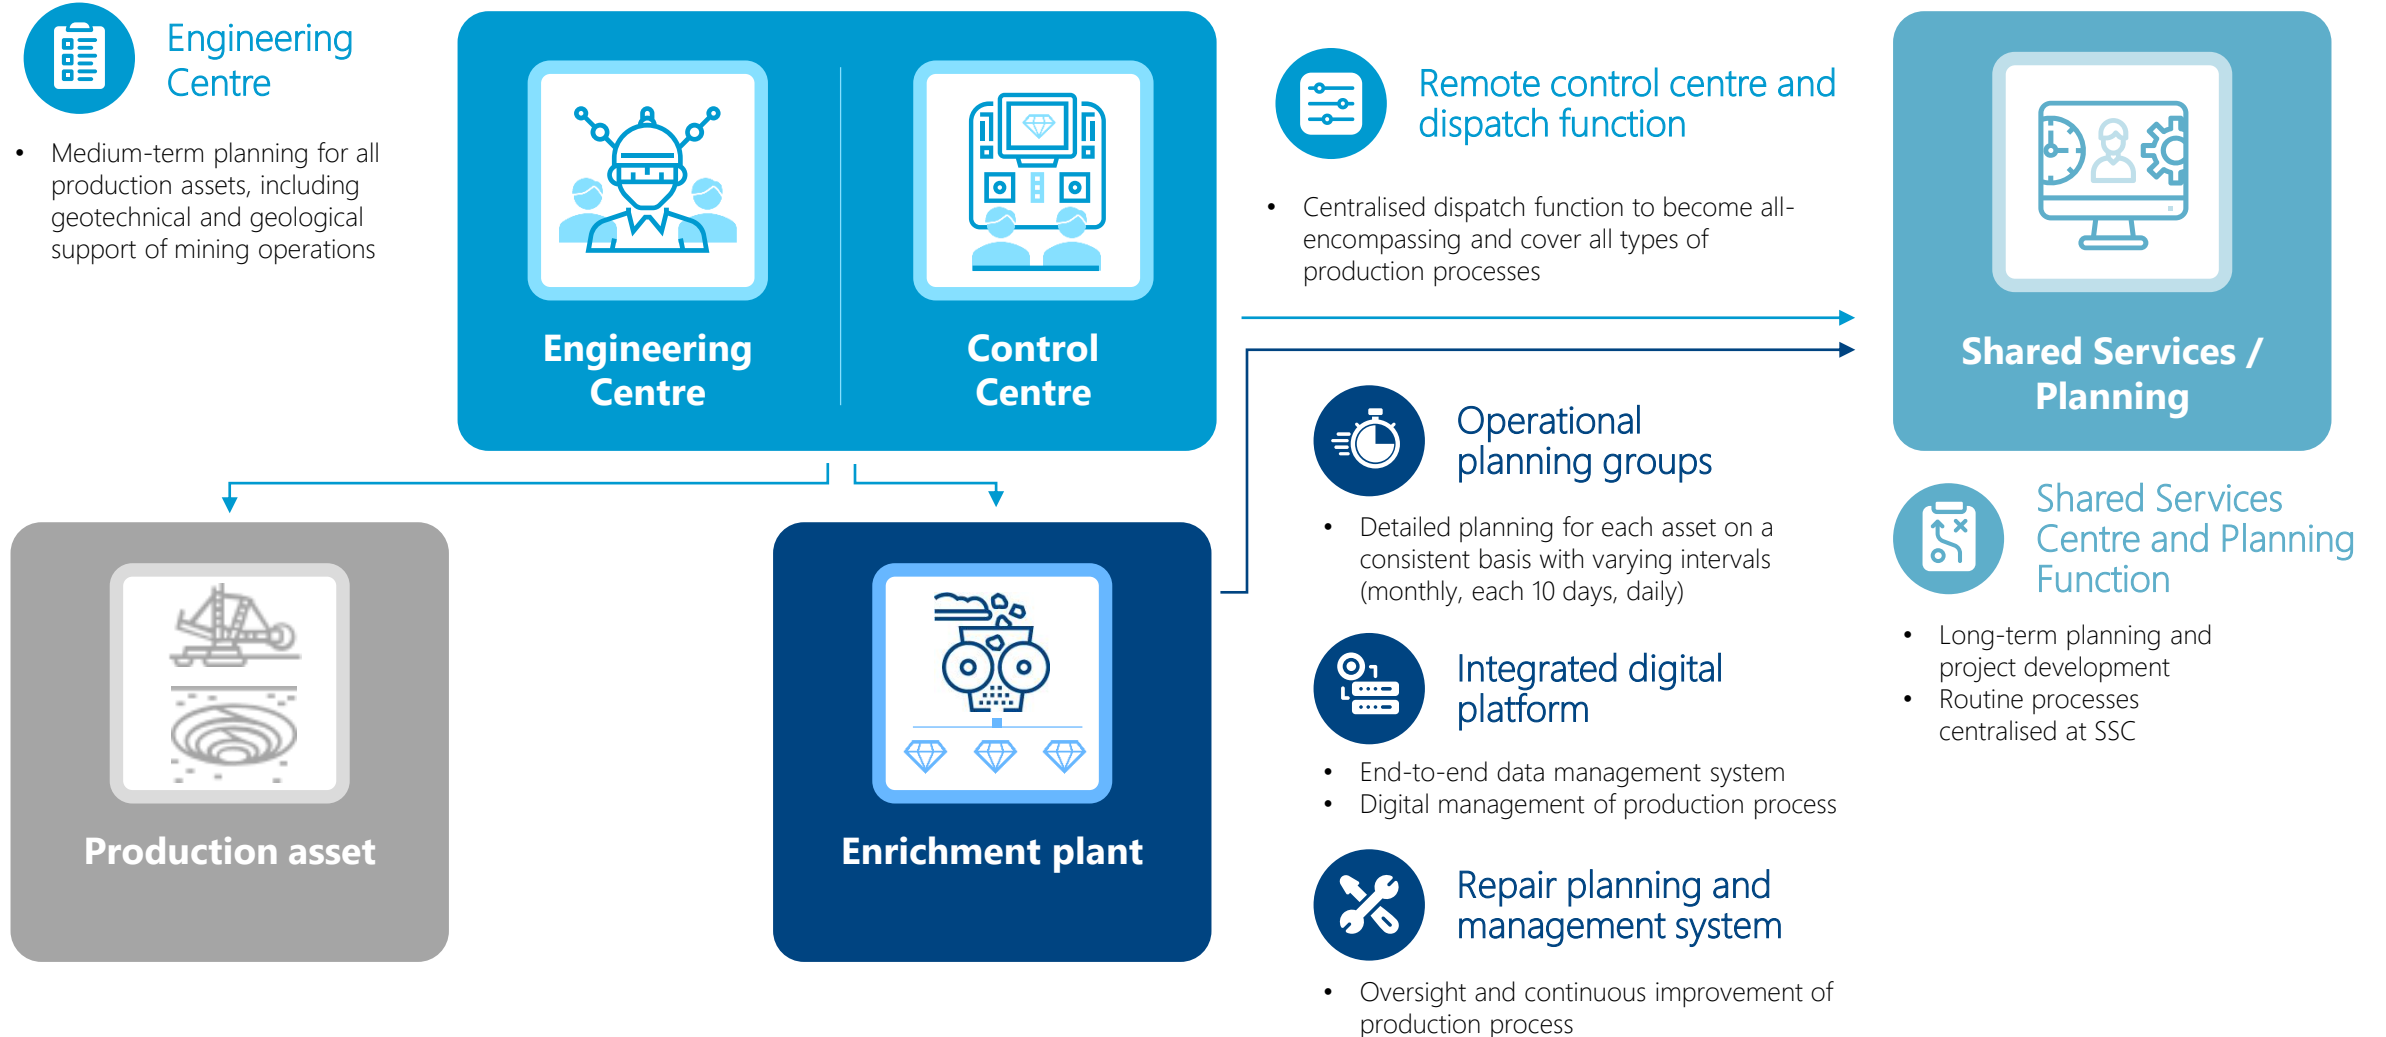 Engineering
Centre
• Medium-term planning for all
production assets, including
geotechnical and geological
support of mining operations
Engineering
Centre
Control
Centre
Remote control centre and
dispatch function
• Centralised dispatch function to become all-
encompassing and cover all types of
production processes
Shared Services /
Planning
Operational
planning groups
• Detailed planning for each asset on a
consistent basis with varying intervals
(monthly, each 10 days, daily)
Shared Services
Centre and Planning
Function
• Long-term planning and
project development
• Routine processes
centralised at SSC
Integrated digital
platform
• End-to-end data management system
• Digital management of production process
Production asset
Enrichment plant
Repair planning and
management system
• Oversight and continuous improvement of
production process